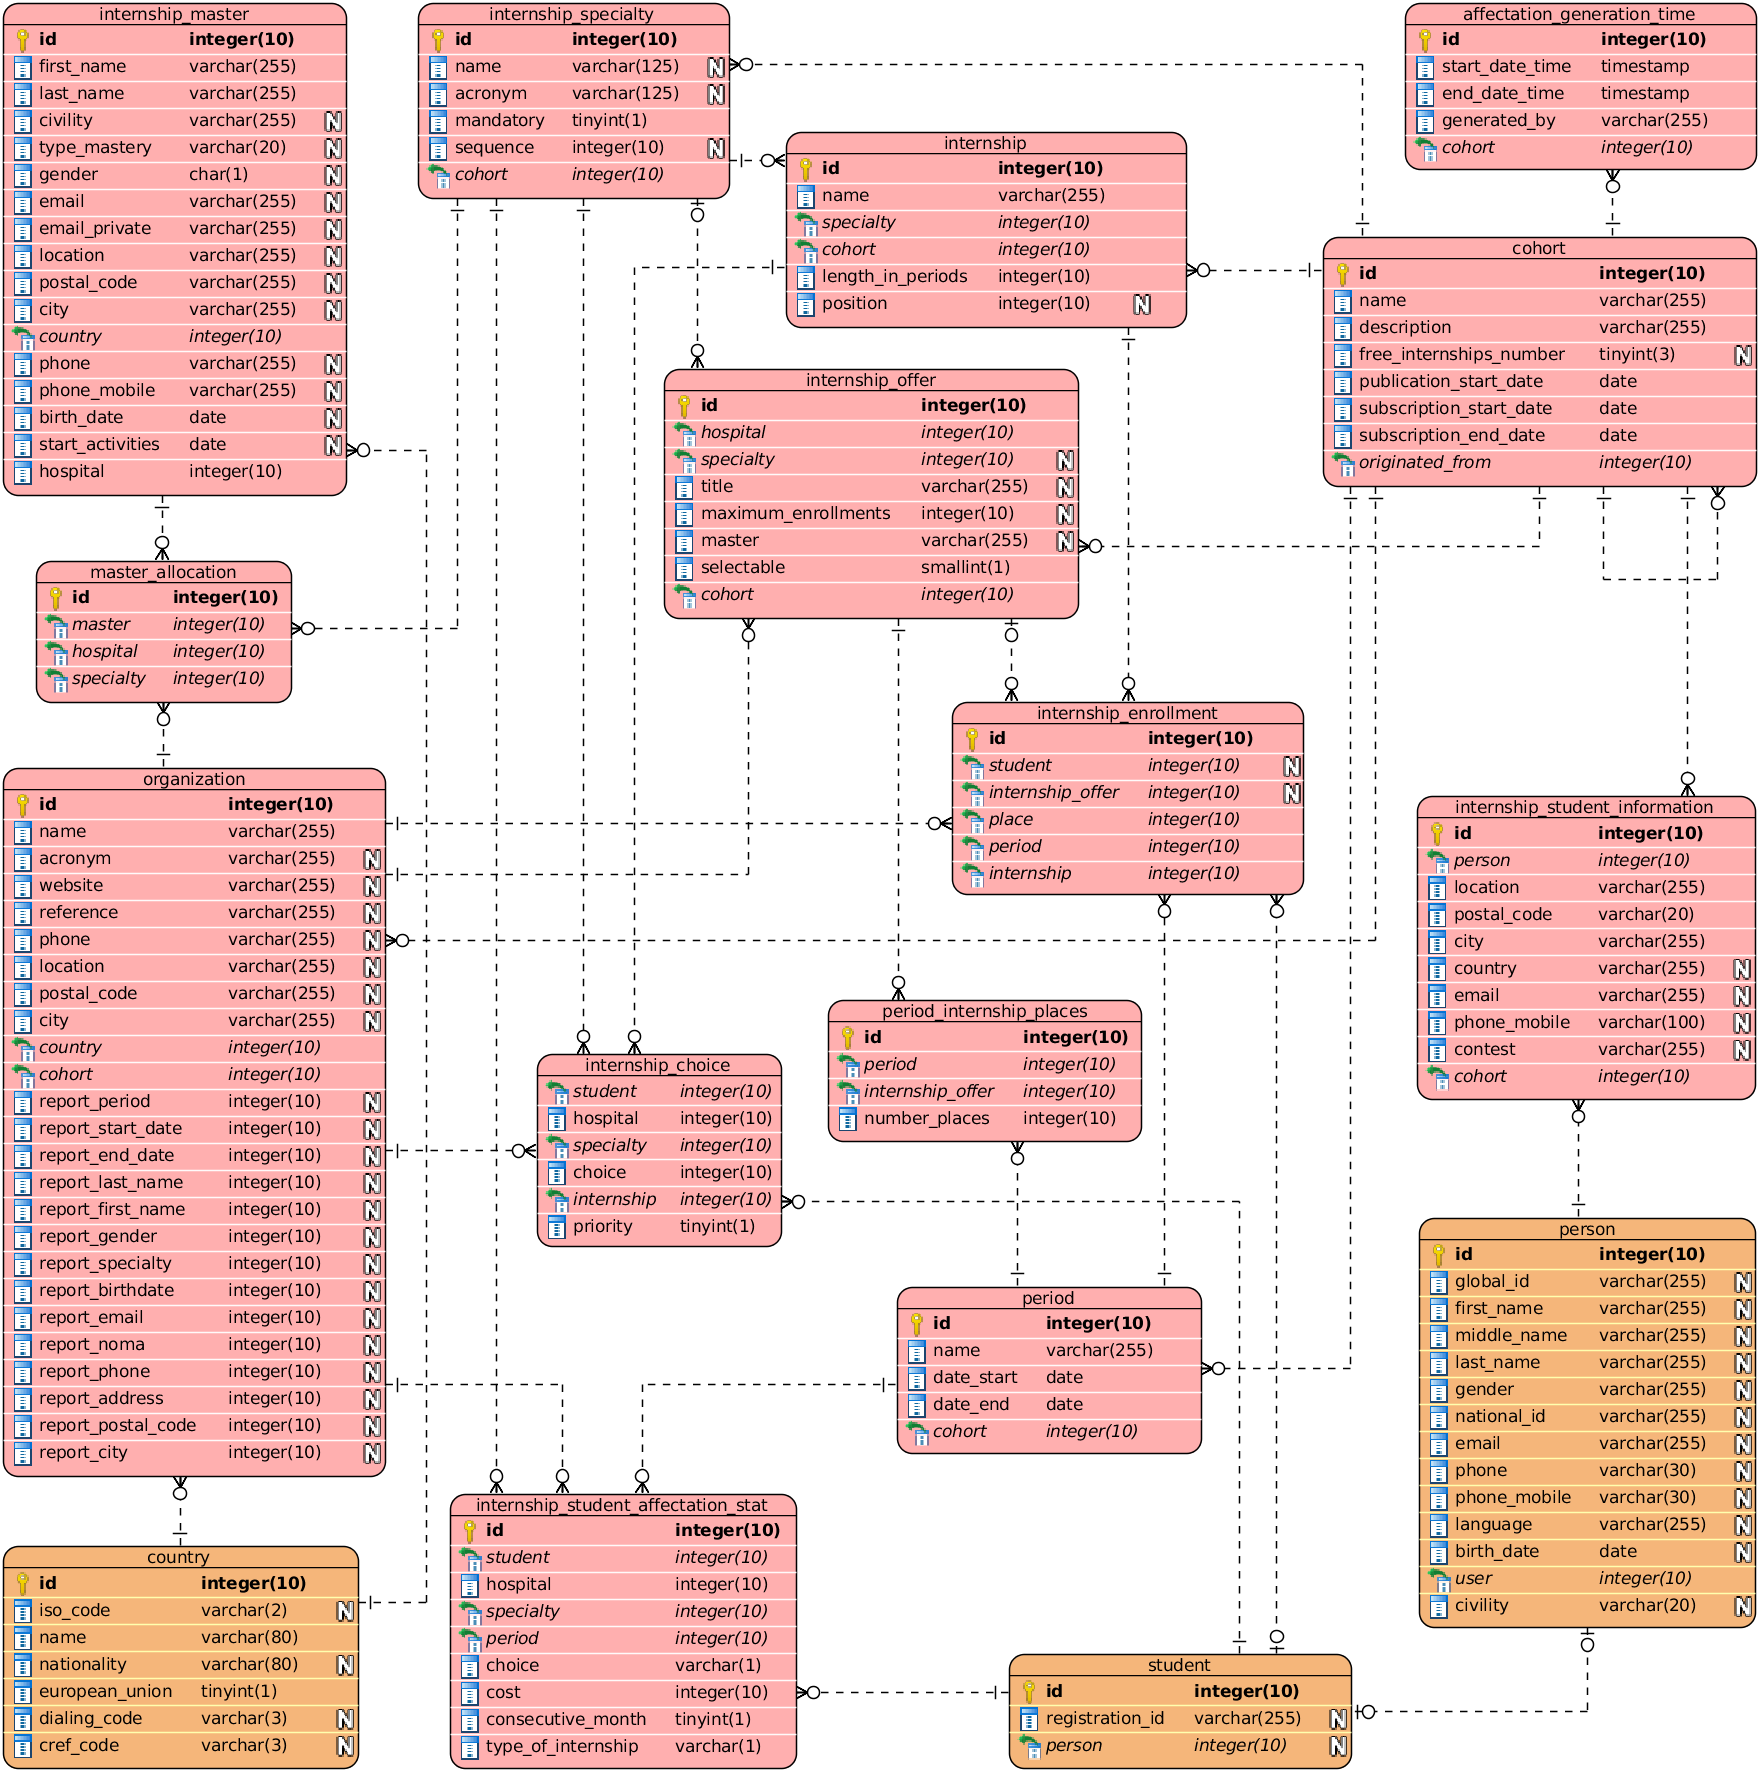 internship_master
id integer(10)
first_name varchar(255)
last_name varchar(255)
civility varchar(255) N
type_mastery varchar(20) N
gender char(1) N
email varchar(255) N
email_private varchar(255) N
location varchar(255) N
postal_code varchar(255) N
city varchar(255) N
country integer(10)
phone varchar(255) N
phone_mobile varchar(255) N
birth_date date N
start_activities date N
hospital integer(10)
internship_specialty
id integer(10)
name varchar(125) N
acronym varchar(125) N
mandatory tinyint(1)
sequence integer(10) N
cohort integer(10)
affectation_generation_time
id integer(10)
start_date_time timestamp
end_date_time timestamp
generated_by varchar(255)
cohort integer(10)
internship
id integer(10)
name varchar(255)
specialty integer(10)
cohort integer(10)
length_in_periods integer(10)
position integer(10) N
cohort
id integer(10)
name varchar(255)
description varchar(255)
free_internships_number tinyint(3) N
publication_start_date date
subscription_start_date date
subscription_end_date date
originated_from integer(10)
internship_offer
id integer(10)
hospital integer(10)
specialty integer(10) N
title varchar(255) N
maximum_enrollments integer(10) N
master varchar(255) N
selectable smallint(1)
cohort integer(10)
master_allocation
id integer(10)
master integer(10)
hospital integer(10)
specialty integer(10)
internship_enrollment
id integer(10)
student integer(10) N
internship_offer integer(10) N
place integer(10)
period integer(10)
internship integer(10)
organization
id integer(10)
name varchar(255)
acronym varchar(255) N
website varchar(255) N
reference varchar(255) N
phone varchar(255) N
location varchar(255) N
postal_code varchar(255) N
city varchar(255) N
country integer(10)
cohort integer(10)
report_period integer(10) N
report_start_date integer(10) N
report_end_date integer(10) N
report_last_name integer(10) N
report_first_name integer(10) N
report_gender integer(10) N
report_specialty integer(10) N
report_birthdate integer(10) N
report_email integer(10) N
report_noma integer(10) N
report_phone integer(10) N
report_address integer(10) N
report_postal_code integer(10) N
report_city integer(10) N
internship_student_information
id integer(10)
person integer(10)
location varchar(255)
postal_code varchar(20)
city varchar(255)
country varchar(255) N
email varchar(255) N
phone_mobile varchar(100) N
contest varchar(255) N
cohort integer(10)
period_internship_places
id integer(10)
period integer(10)
internship_offer integer(10)
number_places integer(10)
internship_choice
student integer(10)
hospital integer(10)
specialty integer(10)
choice integer(10)
internship integer(10)
priority tinyint(1)
person
id integer(10)
global_id varchar(255) N
first_name varchar(255) N
middle_name varchar(255) N
last_name varchar(255) N
gender varchar(255) N
national_id varchar(255) N
email varchar(255) N
phone varchar(30) N
phone_mobile varchar(30) N
language varchar(255) N
birth_date date N
user integer(10)
civility varchar(20) N
period
id integer(10)
name varchar(255)
date_start date
date_end date
cohort integer(10)
internship_student_affectation_stat
id integer(10)
student integer(10)
hospital integer(10)
specialty integer(10)
period integer(10)
choice varchar(1)
cost integer(10)
consecutive_month tinyint(1)
type_of_internship varchar(1)
country
id integer(10)
iso_code varchar(2) N
name varchar(80)
nationality varchar(80) N
european_union tinyint(1)
dialing_code varchar(3) N
cref_code varchar(3) N
student
id integer(10)
registration_id varchar(255) N
person integer(10) N